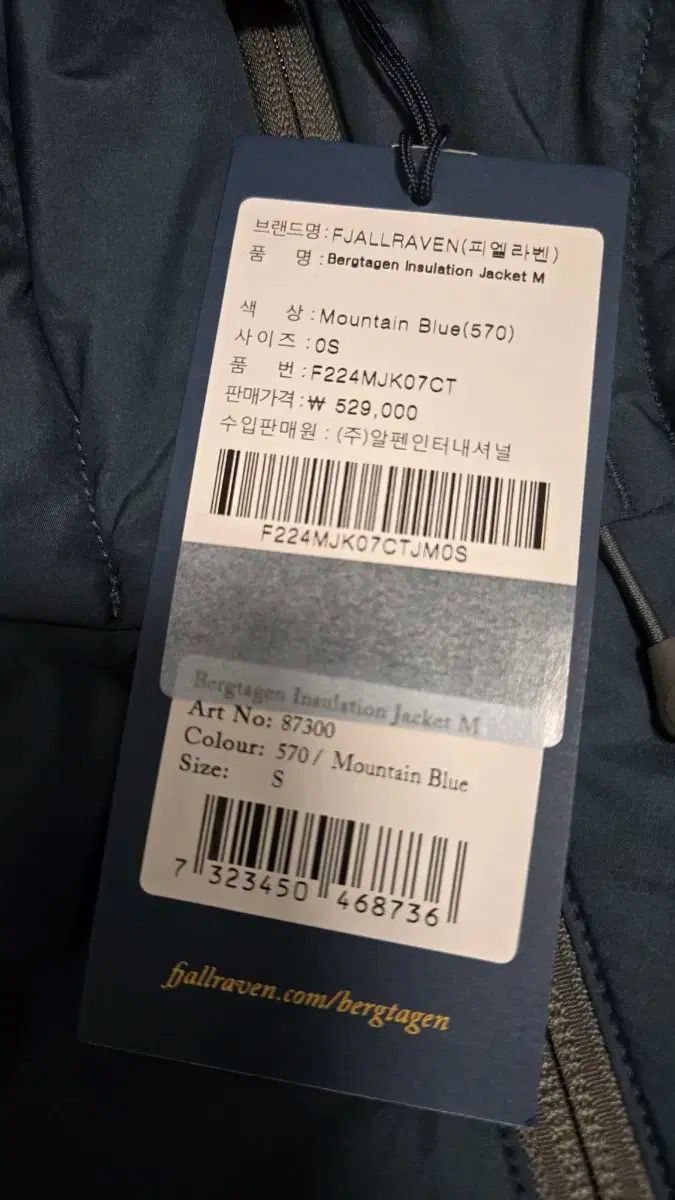 브랜드명:FJALLRAVEN(피엘라벤)
품 명:Bergtagen Insulation Jacket M
색 상:Mountain Blue(570)
사이즈:0S
품 번:F224MJK07CT
판매가격:₩ 529,000
수입판매원 : (주)알펜인터내셔널
F224MJK07CTJM0S
Bergtagen Insulation Jacket M
Art No: 87300
Colour: 570/ Mountain Blue
Size: S
7 323450 468736
fjallraven.com/bergtagen